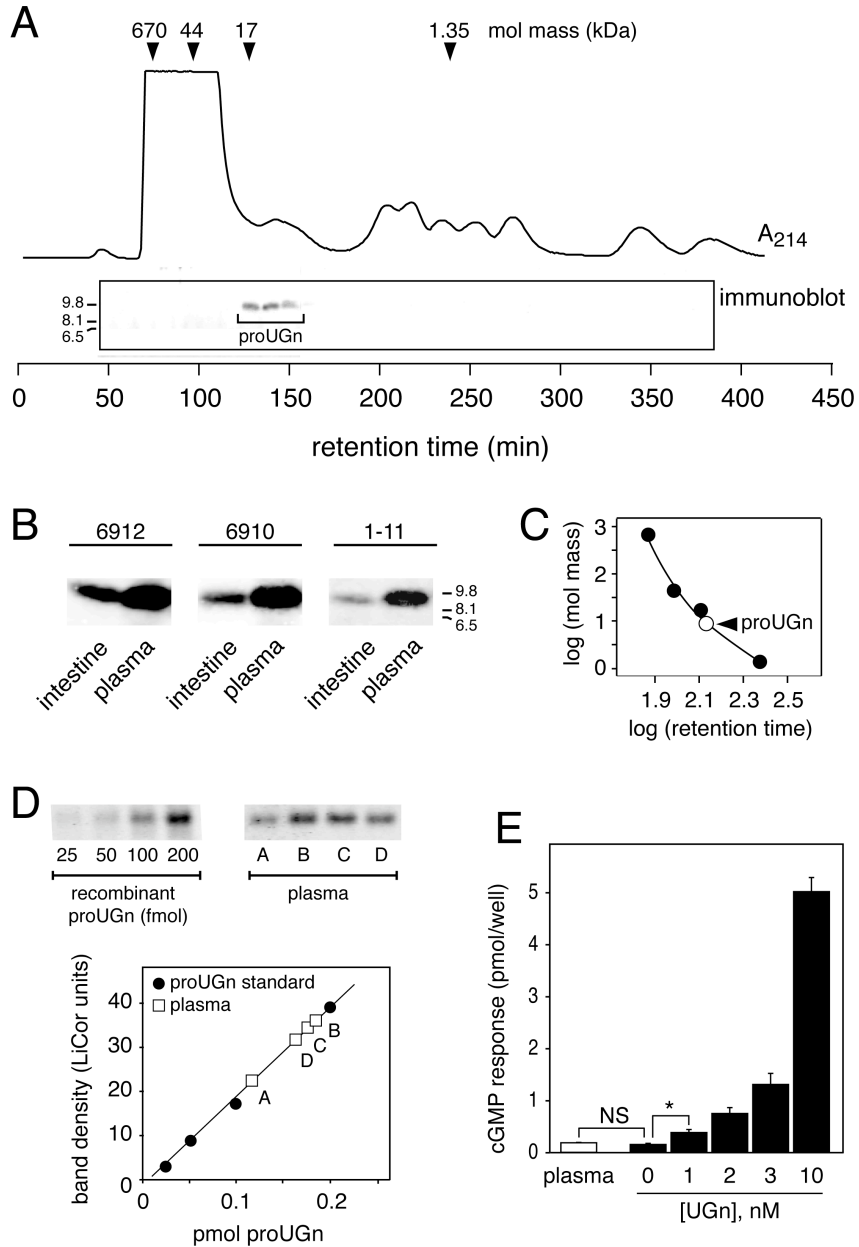 A
670 44 17 1.35 mol mass (kDa)
A214
immunoblot
9.8
8.1
6.5
proUGn
0 50 100 150 200 250 300 350 400 450
retention time (min)
B
6912 6910 1-11
9.8
8.1
6.5
intestine plasma intestine plasma intestine plasma
C
log (mol mass)
3
2
1
0
proUGn
1.9 2.1 2.3 2.5
log (retention time)
D
25 50 100 200 A B C D
recombinant
proUGn (fmol)
plasma
band density (LiCor units)
proUGn standard
plasma
40
30
20
10
0
B
C
D
A
0 0.1 0.2
pmol proUGn
E
cGMP response (pmol/well)
5
4
3
2
1
0
NS *
plasma 0 1 2 3 10
[UGn], nM